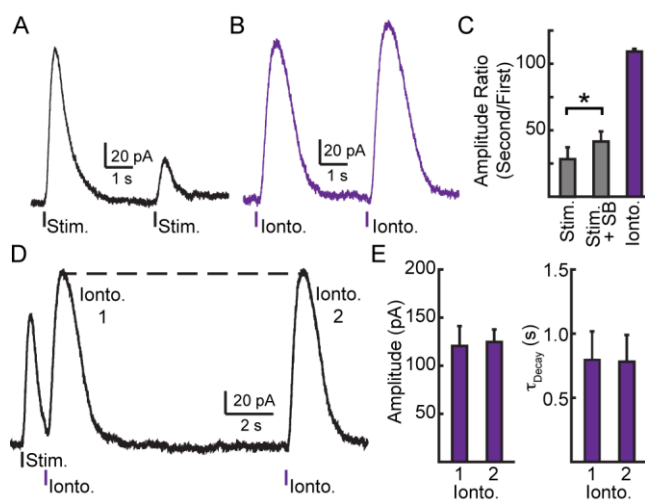 A
20 pA
1 s
Stim.
Stim.
B
20 pA
1 s
Ionto.
Ionto.
C
Amplitude Ratio
(Second/First)
100
50
Stim.
Stim.
+ SB
Ionto.
*
D
Ionto.
1
Ionto.
2
20 pA
2 s
Stim.
Ionto.
Ionto.
E
Amplitude (pA)
200
150
100
50
1 2
Ionto.
τDecay (s)
1.5
1.0
0.5
1 2
Ionto.